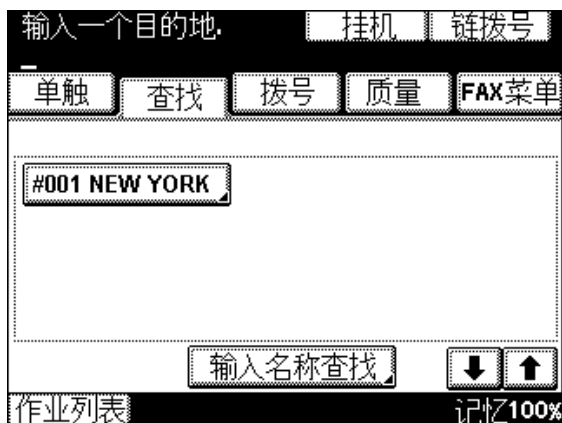 输入一个目的地. 挂机 链拨号
单触 查找 拨号 质量 FAX菜单
#001 NEW YORK
输入名称查找
作业列表 记忆100%